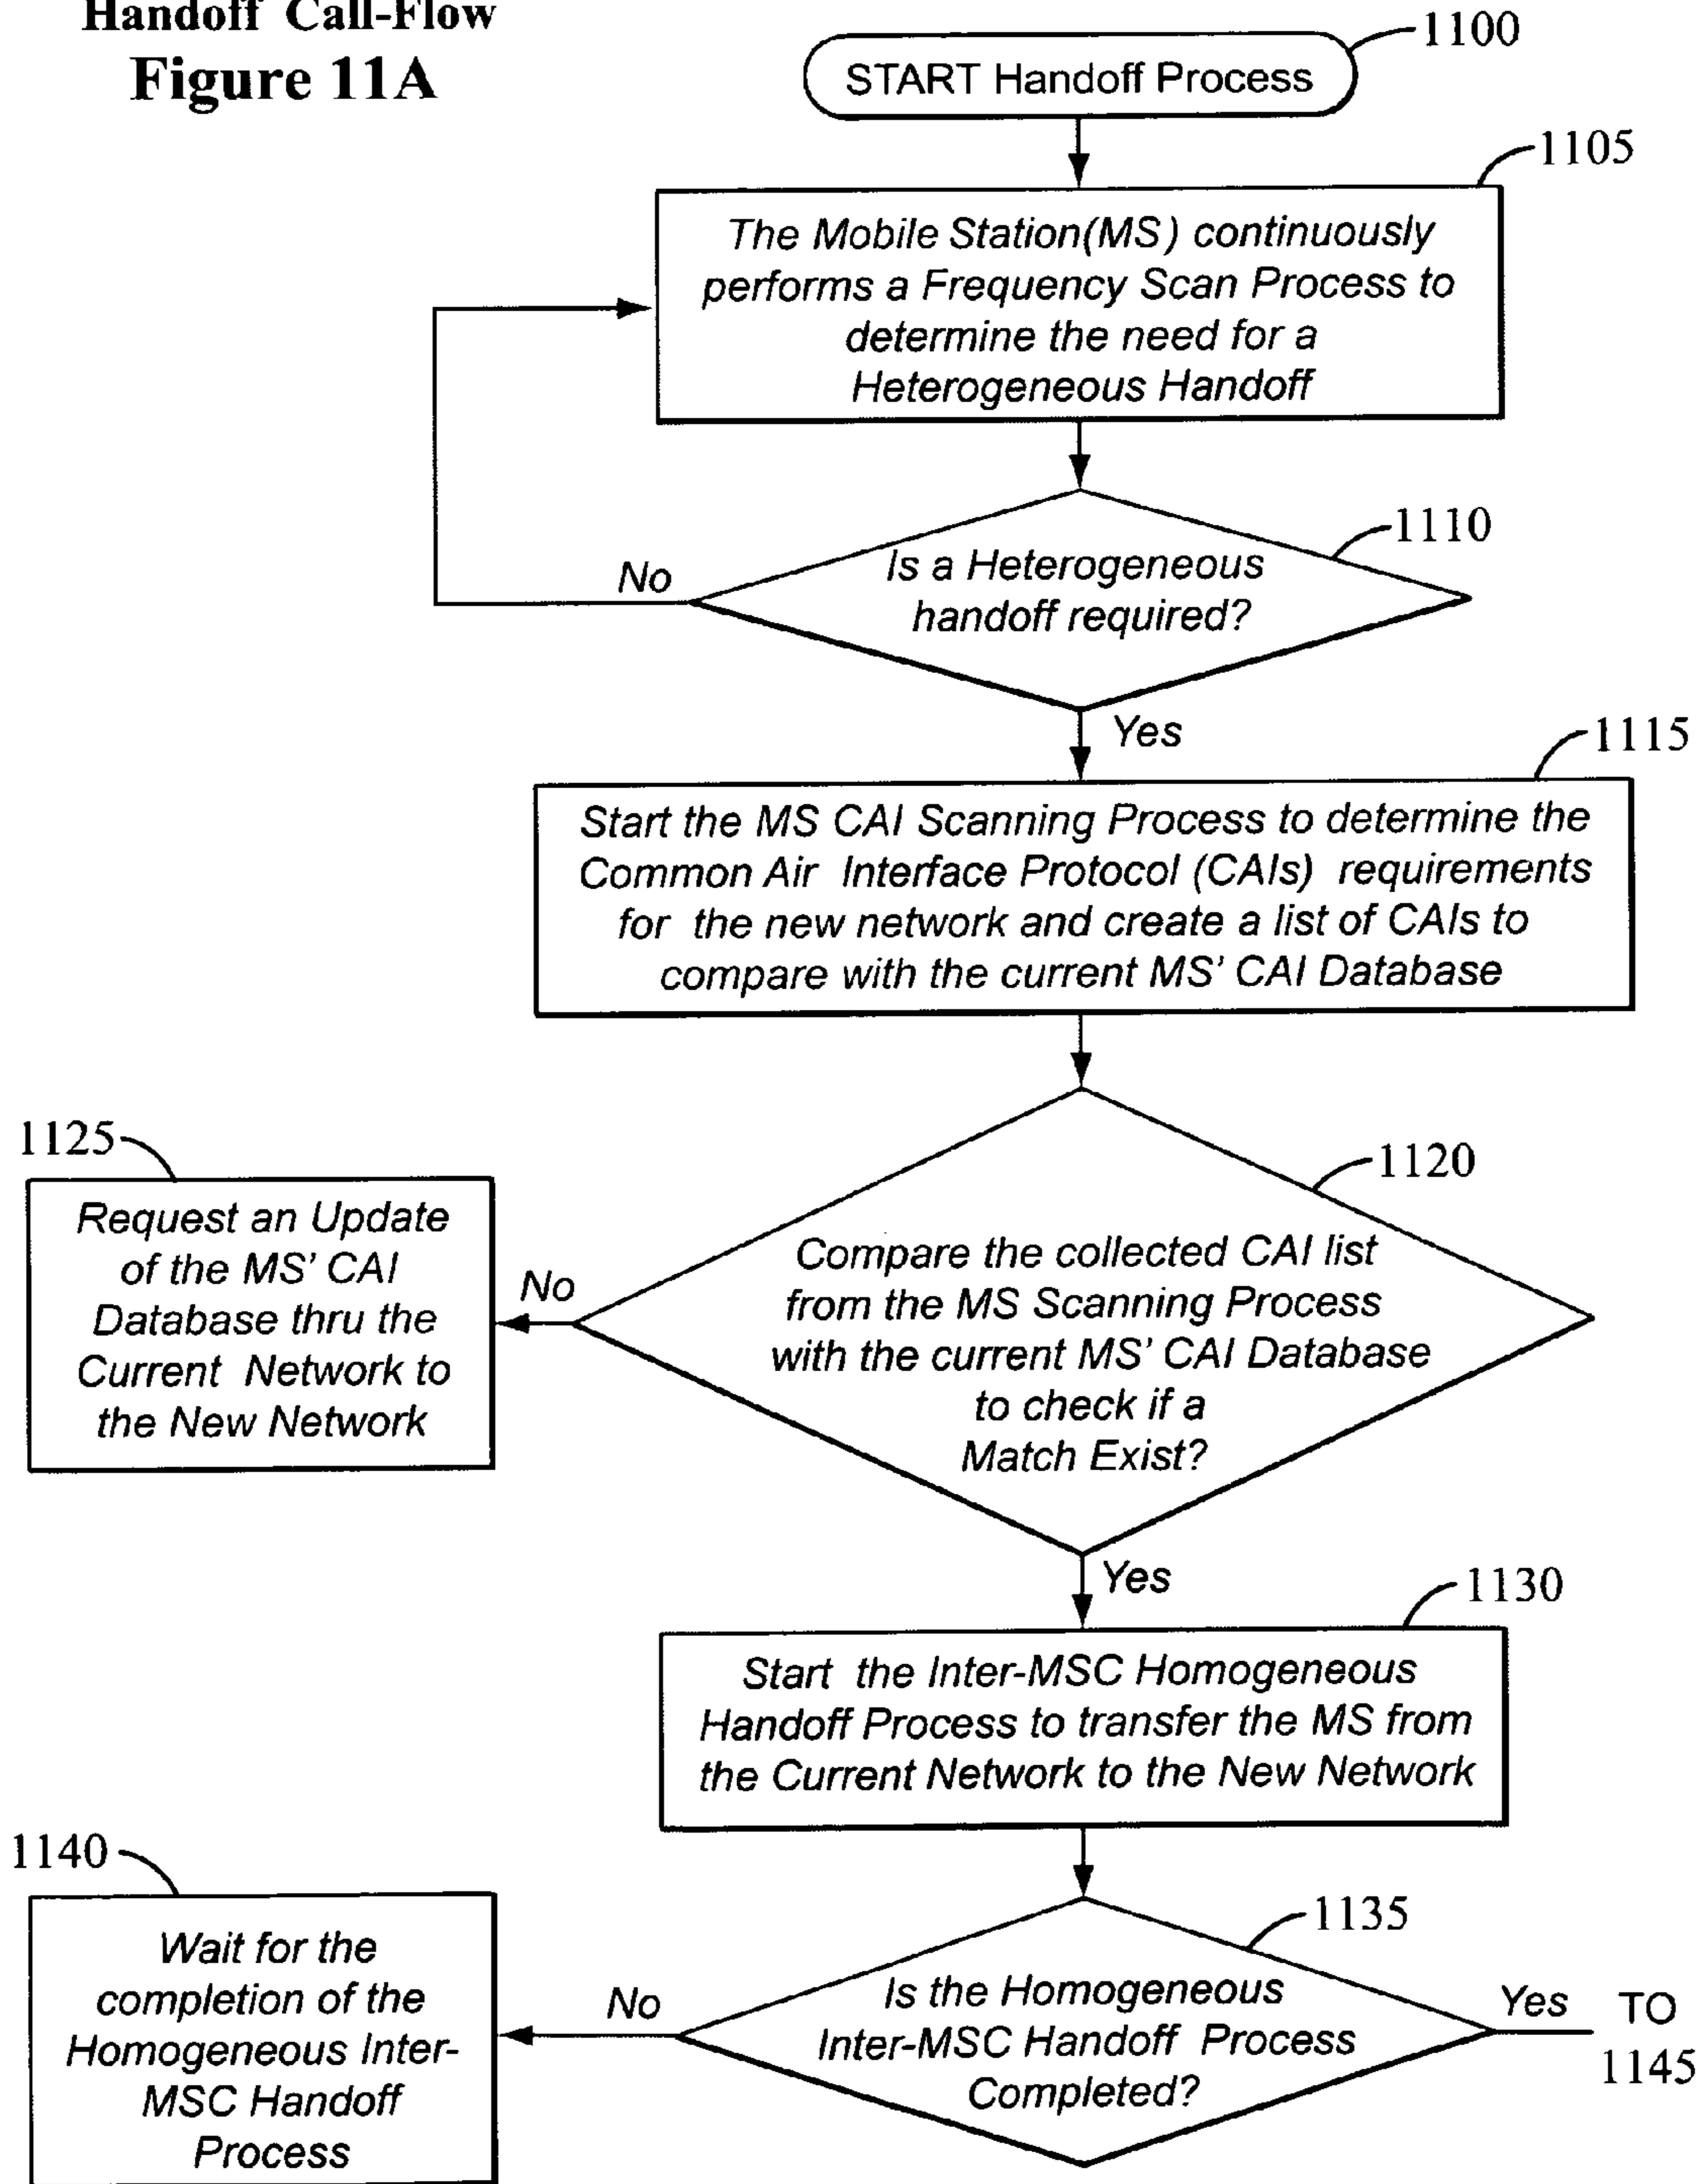 Handoff Call-Flow
Figure 11A
1100
START Handoff Process
1105
The Mobile Station(MS) continuously
performs a Frequency Scan Process to
determine the need for a
Heterogeneous Handoff
1110
No
Is a Heterogeneous
handoff required?
Yes
1115
Start the MS CAI Scanning Process to determine the
Common Air Interface Protocol (CAIs) requirements
for the new network and create a list of CAIs to
compare with the current MS' CAI Database
1125
Request an Update
of the MS' CAI
Database thru the
Current Network to
the New Network
No
1120
Compare the collected CAI list
from the MS Scanning Process
with the current MS' CAI Database
to check if a
Match Exist?
Yes
1130
Start the Inter-MSC Homogeneous
Handoff Process to transfer the MS from
the Current Network to the New Network
1140
Wait for the
completion of the
Homogeneous Inter-
MSC Handoff
Process
No
1135
Is the Homogeneous
Inter-MSC Handoff Process
Completed?
Yes
TO
1145